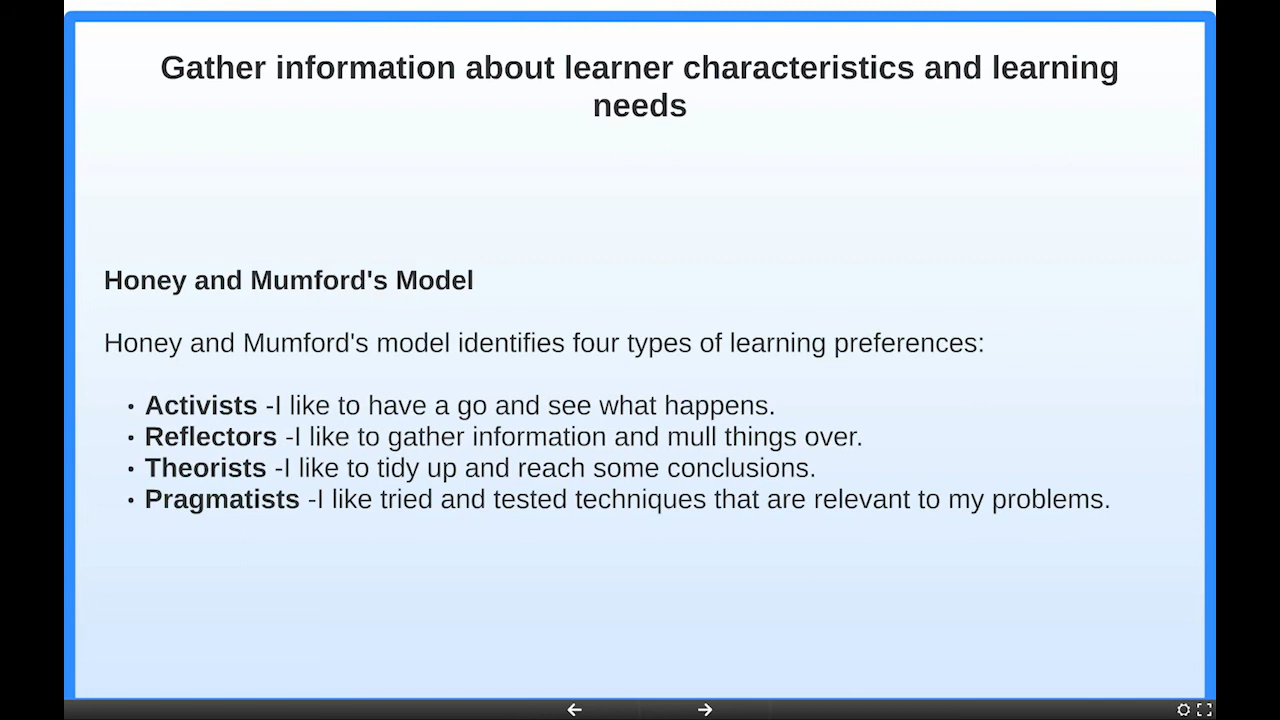 Gather information about learner characteristics and learning
needs
Honey and Mumford's Model
Honey and Mumford's model identifies four types of learning preferences:
• Activists -I like to have a go and see what happens.
• Reflectors -I like to gather information and mull things over.
• Theorists -I like to tidy up and reach some conclusions.
• Pragmatists -I like tried and tested techniques that are relevant to my problems.